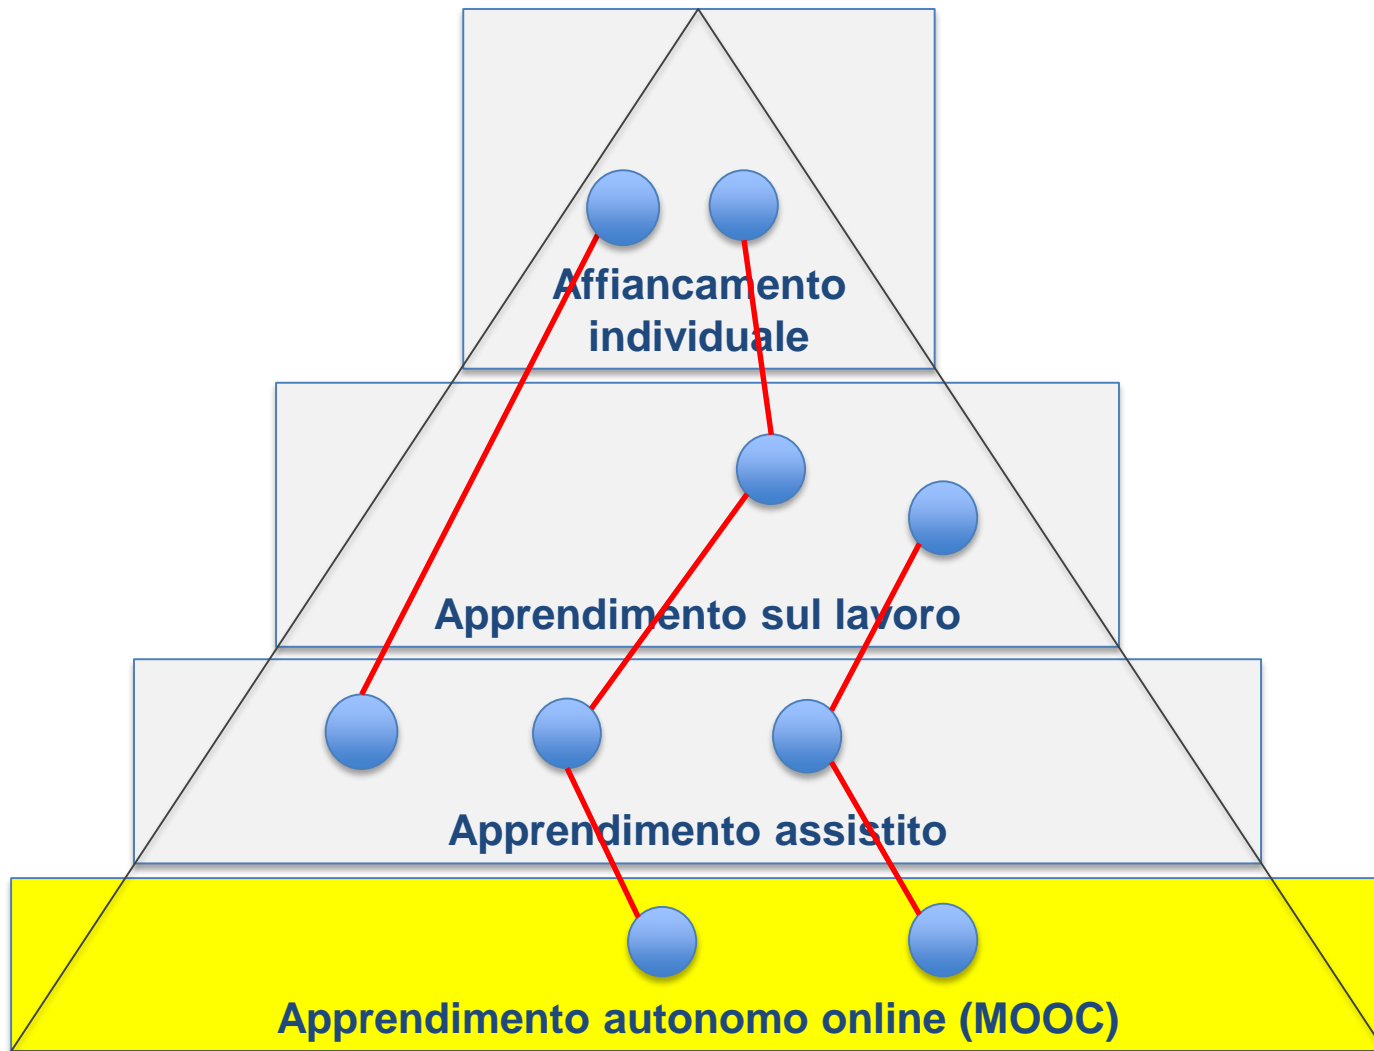 Affiancamento
individuale
Apprendimento sul lavoro
Apprendimento assistito
Apprendimento autonomo online (MOOC)